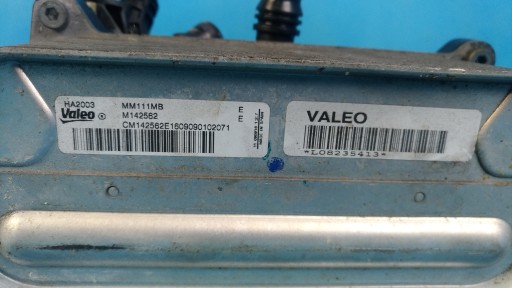 HA2003 MM111MB E
Valeo M142562 E
CM142562E1609090102071
VALEO
*L08235413*